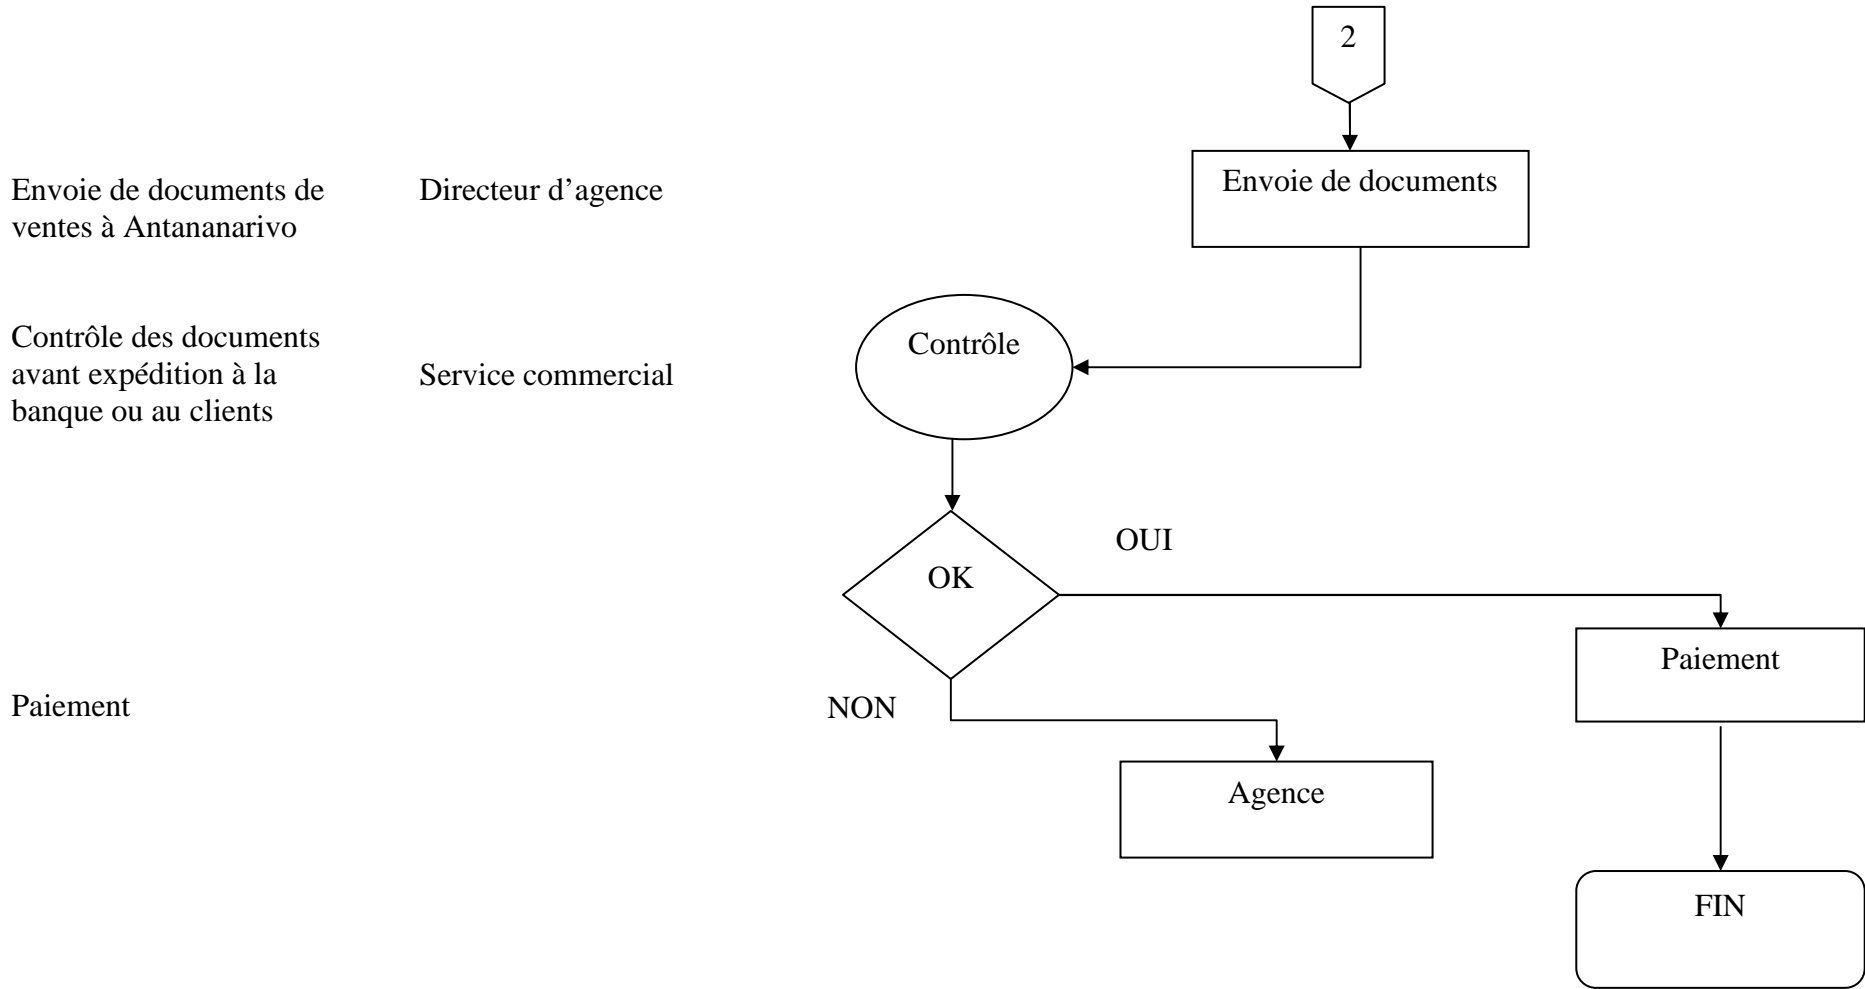 2
Envoie de documents de
ventes à Antananarivo
Directeur d’agence
Envoie de documents
Contrôle des documents
avant expédition à la
banque ou au clients
Service commercial
Contrôle
OUI
OK
Paiement
Paiement
NON
Agence
FIN